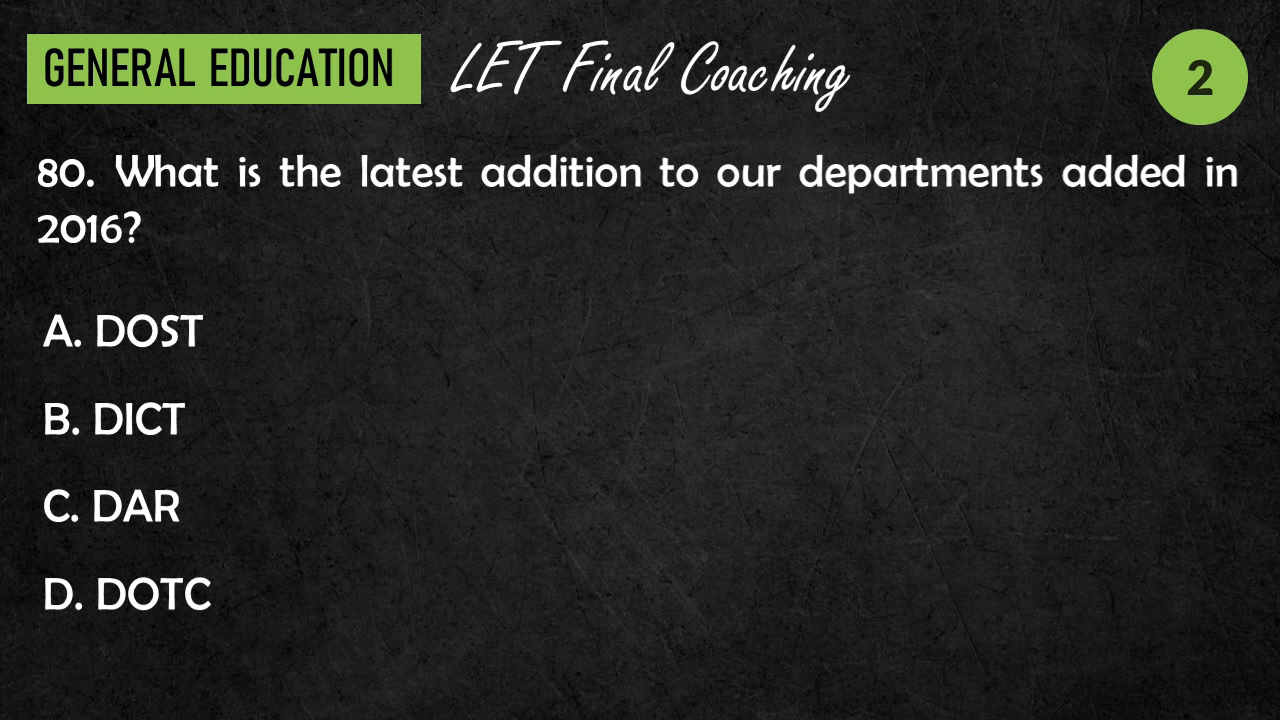 GENERAL EDUCATION LET Final Coaching 2
80. What is the latest addition to our departments added in
2016?
A. DOST
B. DICT
C. DAR
D. DOTC